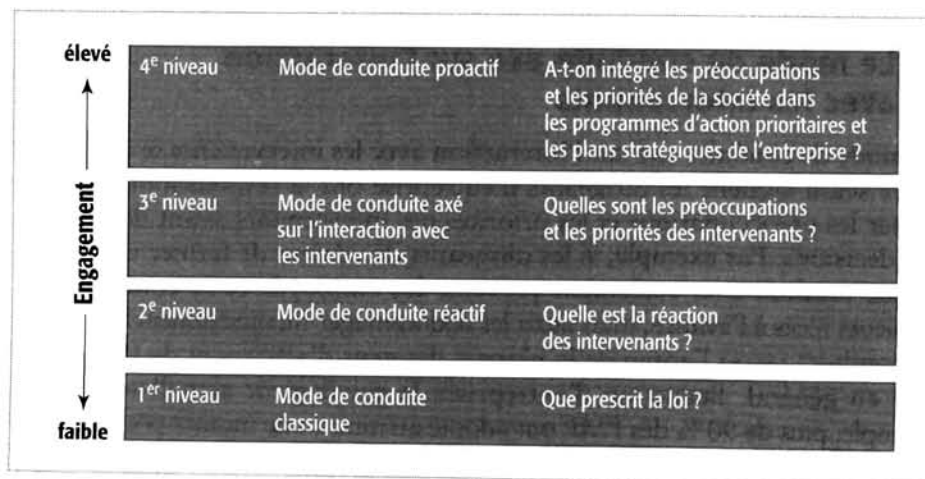 élevé
Engagement
faible
4e niveau
Mode de conduite proactif
A-t-on intégré les préoccupations
et les priorités de la société dans
les programmes d'action prioritaires et
les plans stratégiques de l'entreprise ?
3e niveau
Mode de conduite axé
sur l'interaction avec
les intervenants
Quelles sont les préoccupations
et les priorités des intervenants ?
2e niveau
Mode de conduite réactif
Quelle est la réaction
des intervenants ?
1er niveau
Mode de conduite
classique
Que prescrit la loi ?